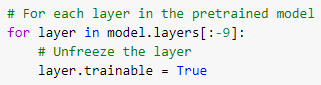 # For each layer in the pretrained model
for layer in model.layers[:-9]:
    # Unfreeze the layer
    layer.trainable = True